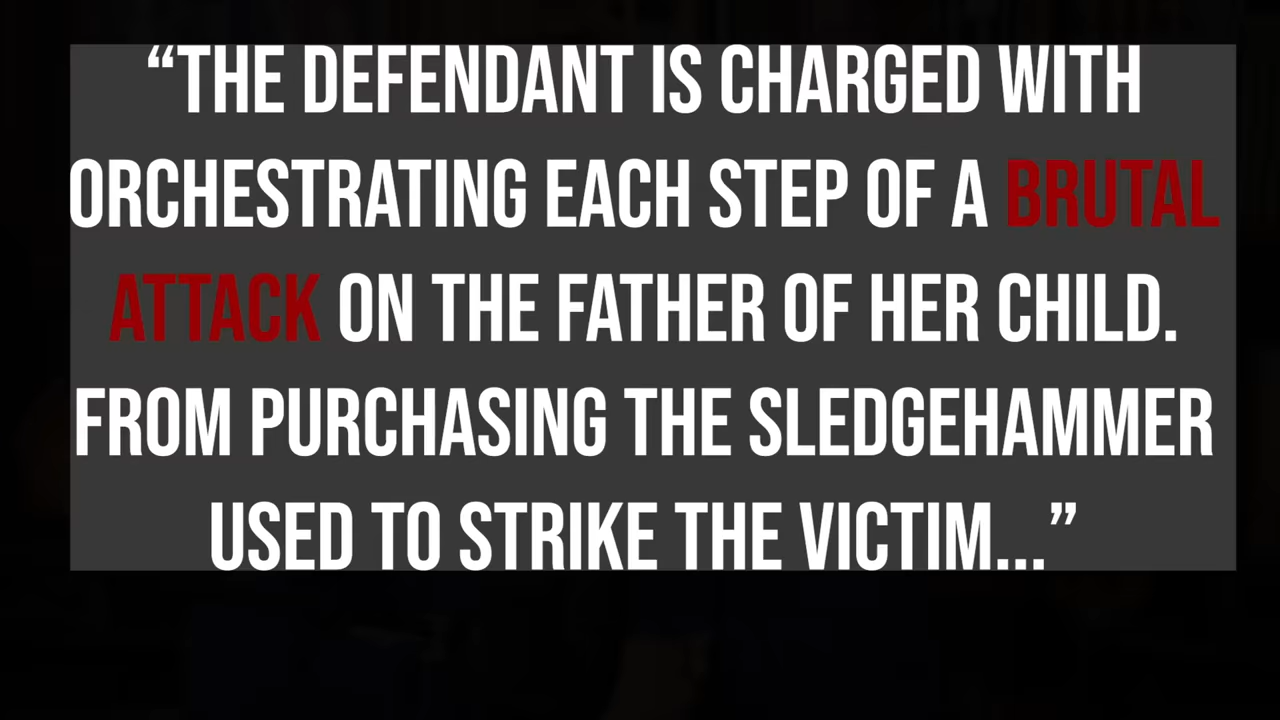 “THE DEFENDANT IS CHARGED WITH
ORCHESTRATING EACH STEP OF A BRUTAL
ATTACK ON THE FATHER OF HER CHILD.
FROM PURCHASING THE SLEDGEHAMMER
USED TO STRIKE THE VICTIM...”